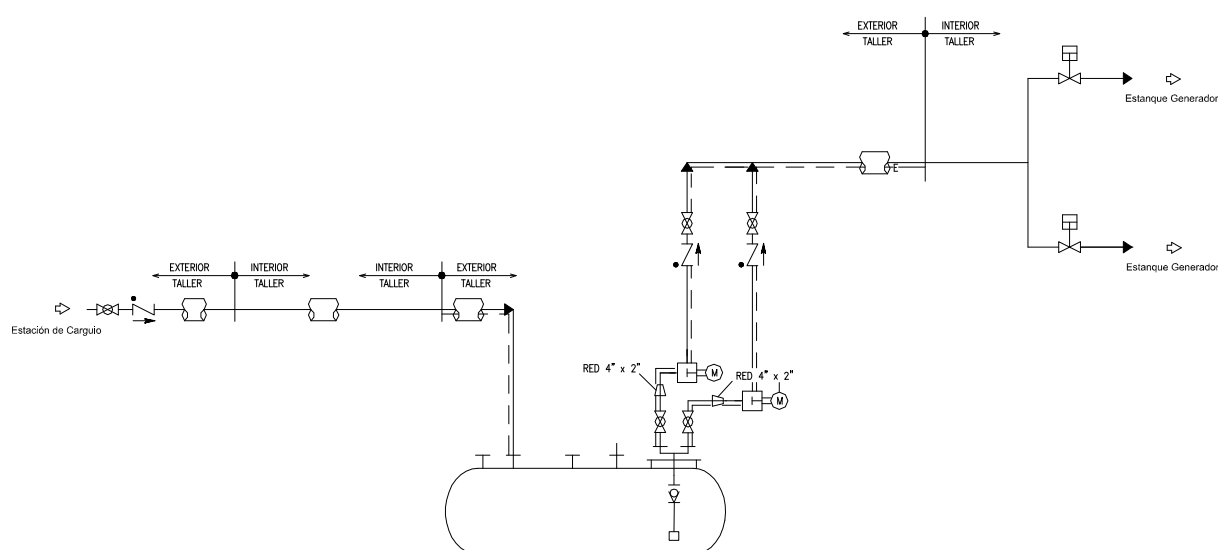 EXTERIOR INTERIOR
TALLER TALLER
Estanque Generador
E
EXTERIOR INTERIOR INTERIOR EXTERIOR
TALLER TALLER TALLER TALLER
Estanque Generador
Estación de Carguio
RED 4" x 2" M RED 4" x 2"
M